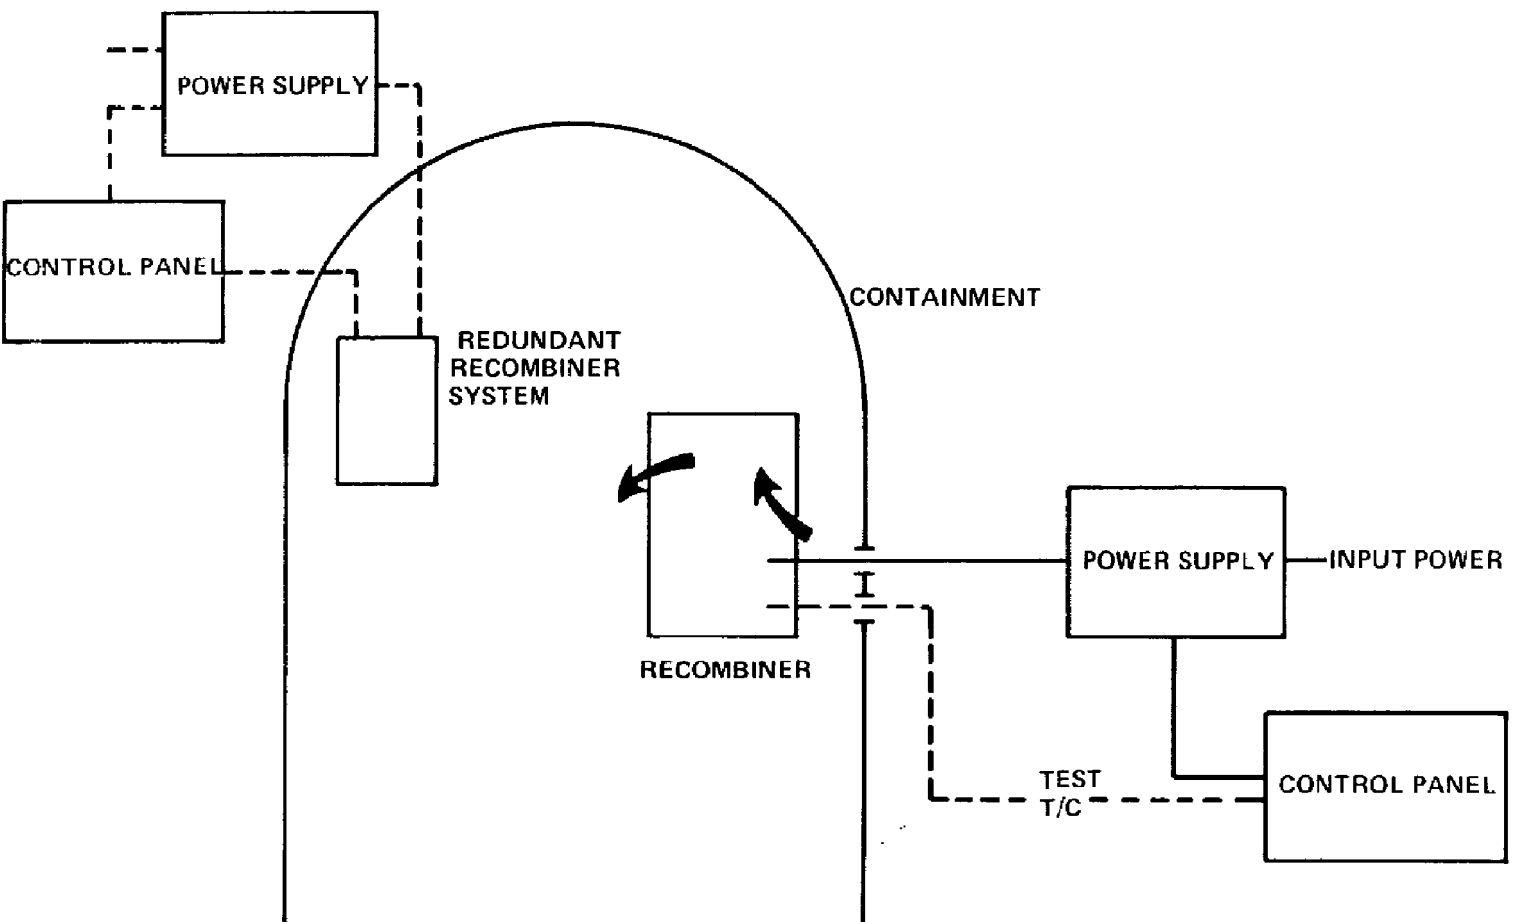 POWER SUPPLY
CONTROL PANEL
CONTAINMENT
REDUNDANT
RECOMBINER
SYSTEM
POWER SUPPLY
INPUT POWER
RECOMBINER
TEST
T/C
CONTROL PANEL